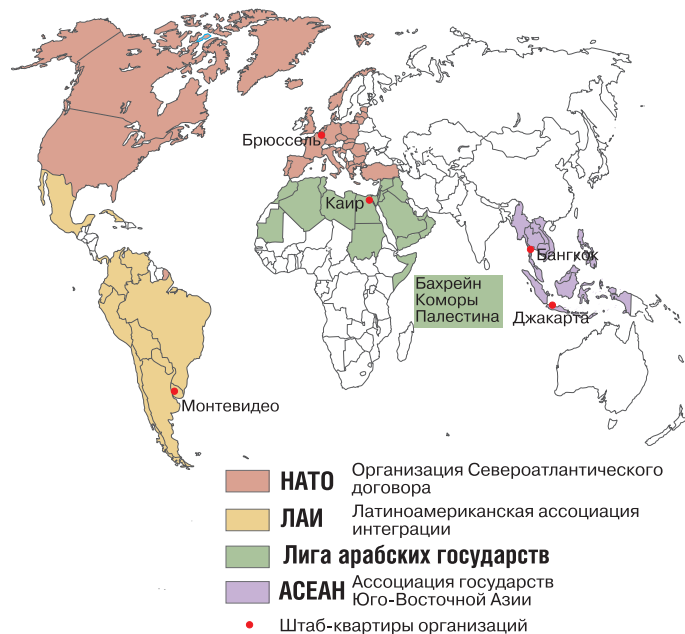 Брюссель
Каир
Бангкок
Бахрейн
Коморы
Палестина
Джакарта
Монтевидео
НАТО Организация Североатлантического
договора
ЛАИ Латиноамериканская ассоциация
интеграции
Лига арабских государств
АСЕАН Ассоциация государств
Юго-Восточной Азии
Штаб-квартиры организаций